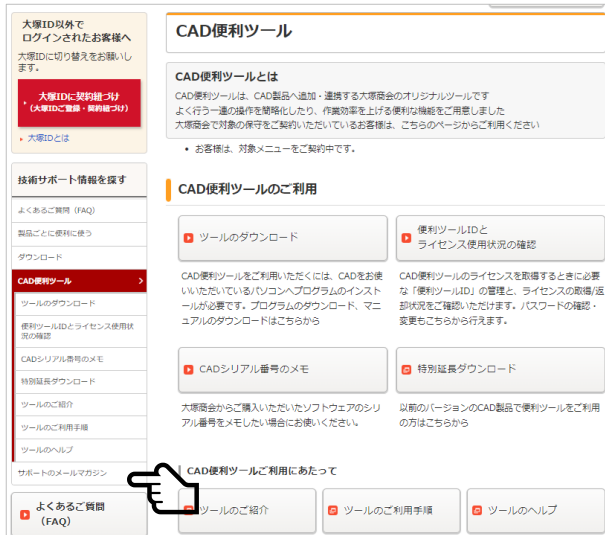 大塚ID以外で
ログインされたお客様へ
大塚IDに切り替えをお願いし
ます。
大塚IDに契約紐づけ
(大塚IDご登録・契約紐づけ)
大塚IDとは
技術サポート情報を探す
よくあるご質問 (FAQ)
製品ごとに便利に使う
ダウンロード
CAD便利ツール
ツールのダウンロード
便利ツールIDとライセンス使用状
況の確認
CADシリアル番号のメモ
特別延長ダウンロード
ツールのご紹介
ツールのご利用手順
ツールのヘルプ
サポートのメールマガジン
よくあるご質問
(FAQ)
CAD便利ツール
CAD便利ツールとは
CAD便利ツールは、CAD製品へ追加・連携する大塚商会のオリジナルツールです
よく行う一連の操作を簡略化したり、作業効率を上げる便利な機能をご用意しました
大塚商会で対象の保守をご契約いただいているお客様は、こちらのページからご利用ください
• お客様は、対象メニューをご契約中です。
CAD便利ツールのご利用
ツールのダウンロード
CAD便利ツールをご利用いただくには、CADをお使
いいただいているパソコンへプログラムのインスト
ールが必要です。プログラムのダウンロード、マニ
ュアルのダウンロードはこちらから
便利ツールIDと
ライセンス使用状況の確認
CAD便利ツールのライセンスを取得するときに必要
な「便利ツールID」の管理と、ライセンスの取得/返
却状況をご確認いただけます。パスワードの確認・
変更もこちらから行えます。
CADシリアル番号のメモ
大塚商会からご購入いただいたソフトウェアのシリ
アル番号をメモしたい場合にお使いください。
特別延長ダウンロード
以前のバージョンのCAD製品で便利ツールをご利用
の方はこちらから
CAD便利ツールご利用にあたって
ツールのご紹介
ツールのご利用手順
ツールのヘルプ